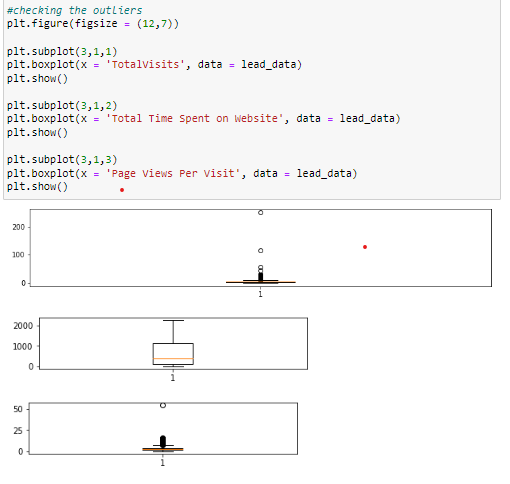 #checking the outliers
plt.figure(figsize = (12,7))
plt.subplot(3,1,1)
plt.boxplot(x = 'TotalVisits', data = lead_data)
plt.show()
plt.subplot(3,1,2)
plt.boxplot(x = 'Total Time Spent on Website', data = lead_data)
plt.show()
plt.subplot(3,1,3)
plt.boxplot(x = 'Page Views Per Visit', data = lead_data)
plt.show()
200
100
0
1
2000
1000
0
1
50
25
0
1